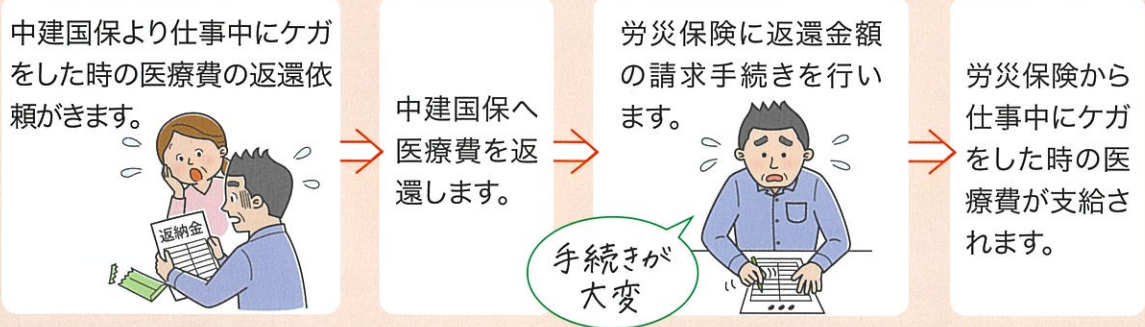 中建国保より仕事中にケガ
をした時の医療費の返還依
頼がきます。
返納金
中建国保へ
医療費を返
還します。
労災保険に返還金額
の請求手続きを行い
ます。
手続きが
大変
労災保険から
仕事中にケガ
をした時の医
療費が支給さ
れます。